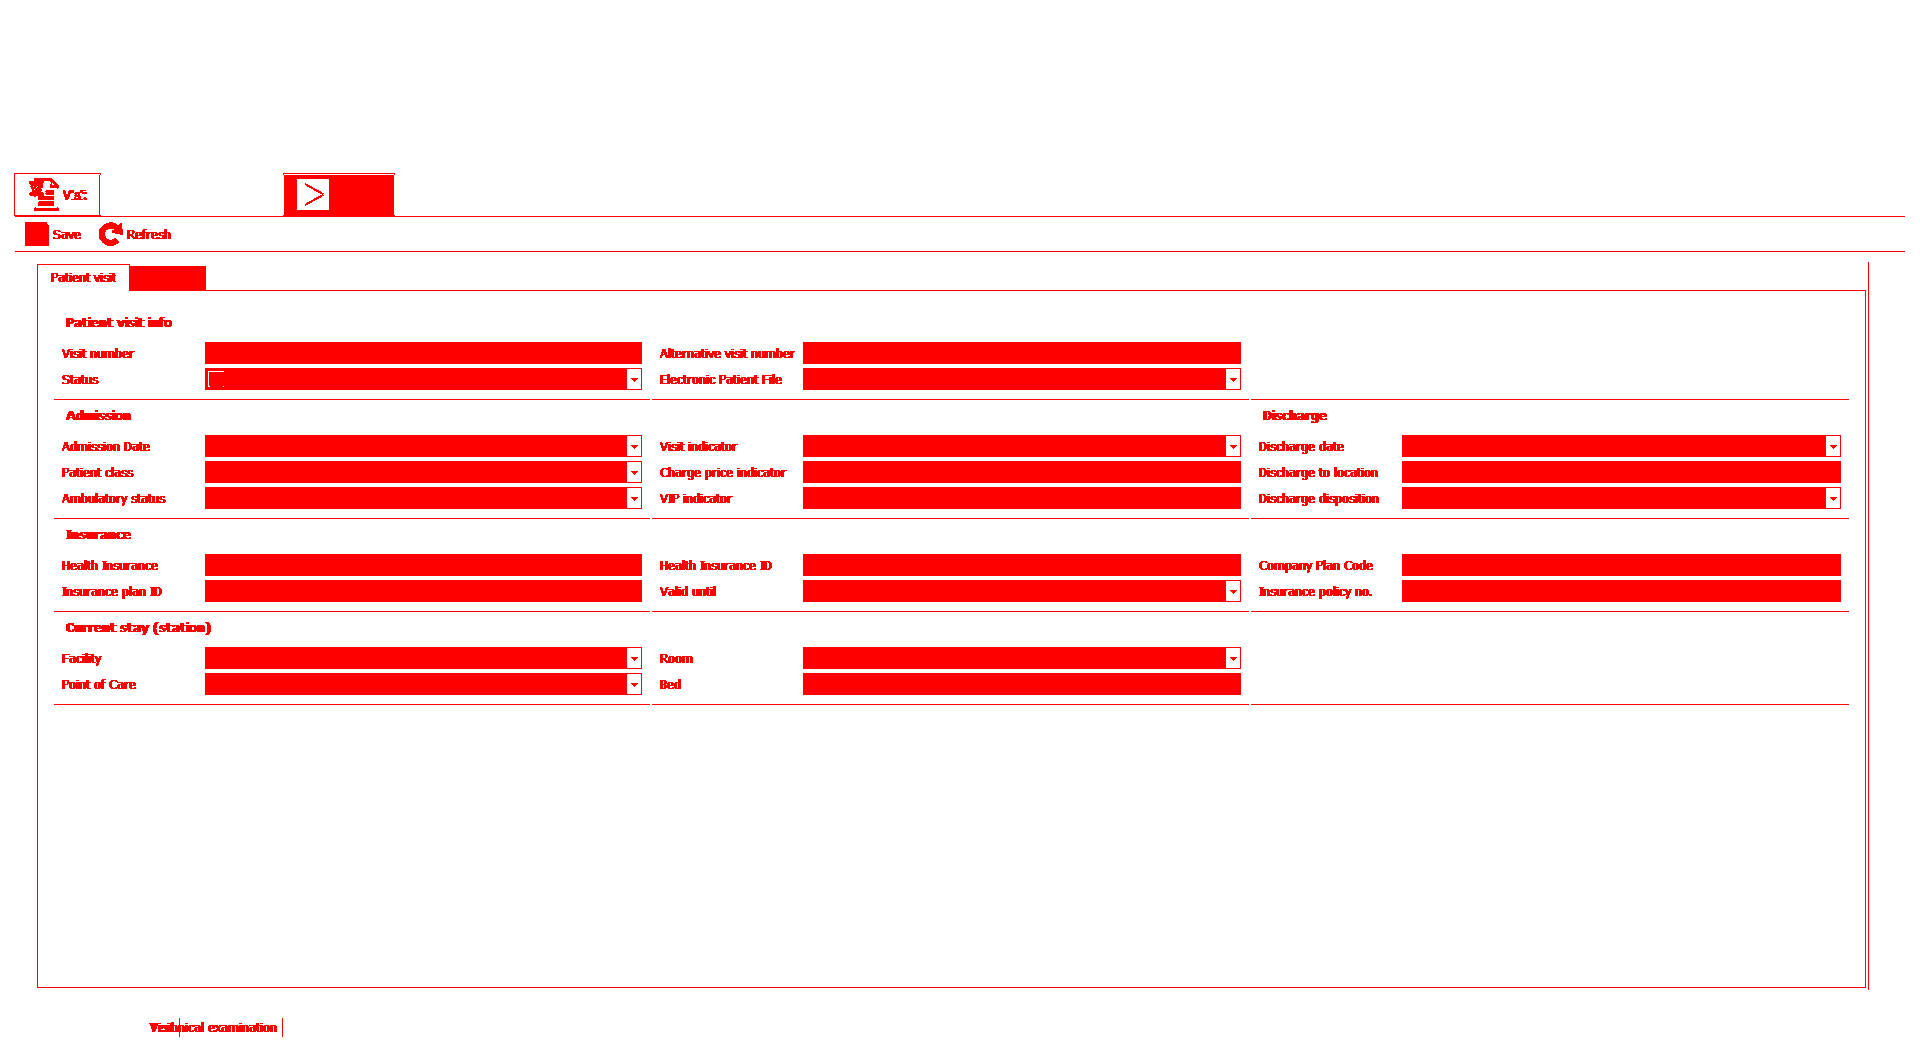 Save Refresh
Patient visit
Patient visit info
Visit number Alternative visit number
Status Electronic Patient File
Admission Discharge
Admission Date Visit indicator Discharge date
Patient class Charge price indicator Discharge to location
Ambulatory status VIP indicator Discharge disposition
Insurance
Health Insurance Health Insurance ID Company Plan Code
Insurance plan ID Valid until Insurance policy no.
Current stay (station)
Facility Room
Point of Care Bed
examination